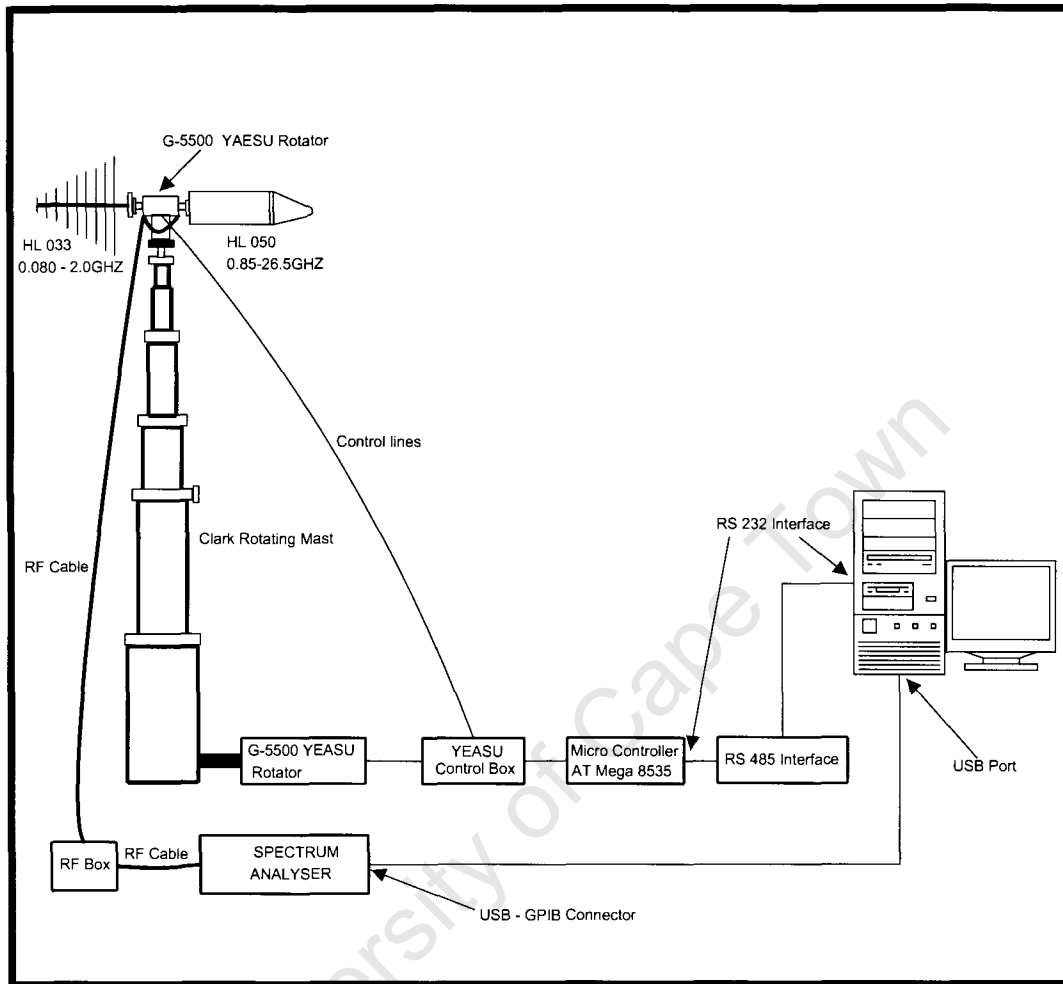 G-5500 YAESU Rotator
HL 033
0.080 - 2.0GHZ
HL 050
0.85-26.5GHZ
Control lines
RF Cable
Clark Rotating Mast
RS 232 Interface
G-5500 YEASU
Rotator
YEASU
Control Box
Micro Controller
AT Mega 8535
RS 485 Interface
USB Port
RF Box
RF Cable
SPECTRUM
ANALYSER
USB - GPIB Connector
ersity of Cape Town